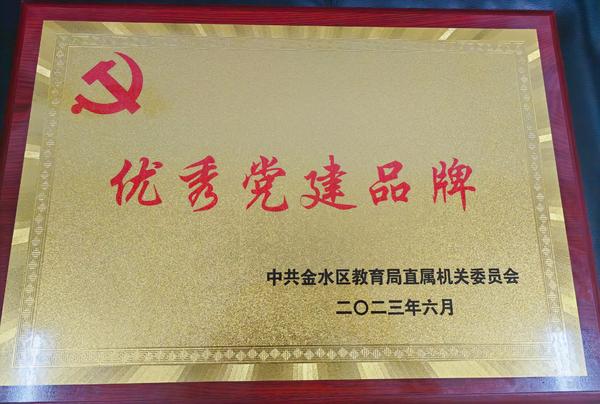 优秀党建品牌
中共金水区教育局直属机关委员会
二〇二三年六月